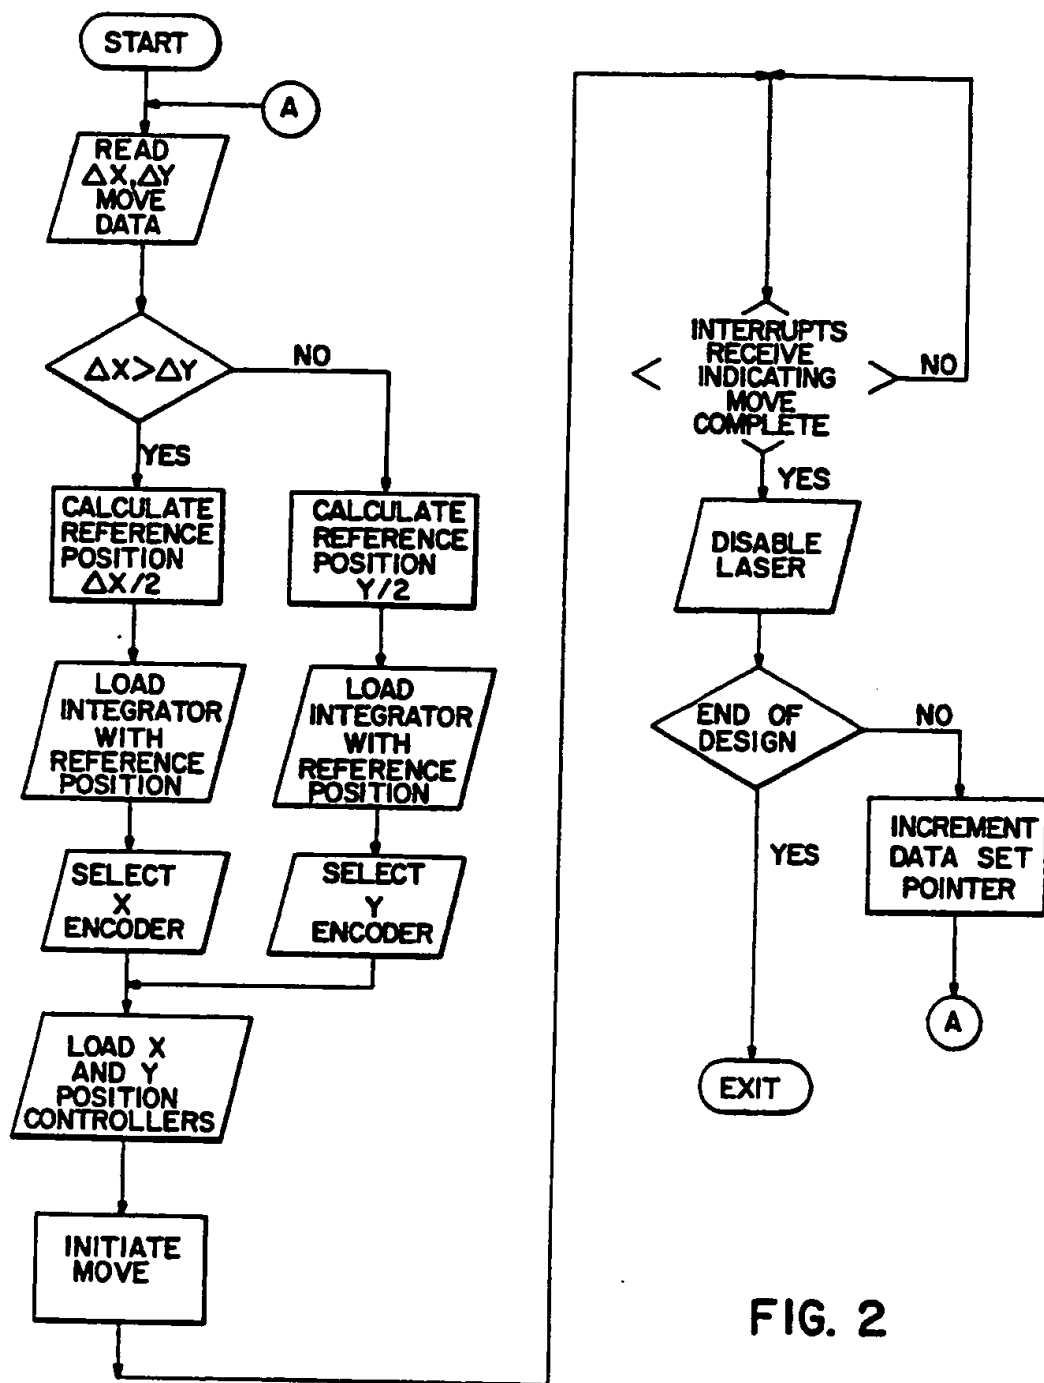 START
A
READ
ΔX,ΔY
MOVE
DATA
ΔX>ΔY
NO
YES
CALCULATE
REFERENCE
POSITION
ΔX/2
CALCULATE
REFERENCE
POSITION
Y/2
LOAD
INTEGRATOR
WITH
REFERENCE
POSITION
LOAD
INTEGRATOR
WITH
REFERENCE
POSITION
SELECT
X
ENCODER
SELECT
Y
ENCODER
LOAD X
AND Y
POSITION
CONTROLLERS
INITIATE
MOVE
INTERRUPTS
RECEIVE
INDICATING
MOVE
COMPLETE
NO
YES
DISABLE
LASER
END OF
DESIGN
NO
YES
INCREMENT
DATA SET
POINTER
A
EXIT
FIG. 2